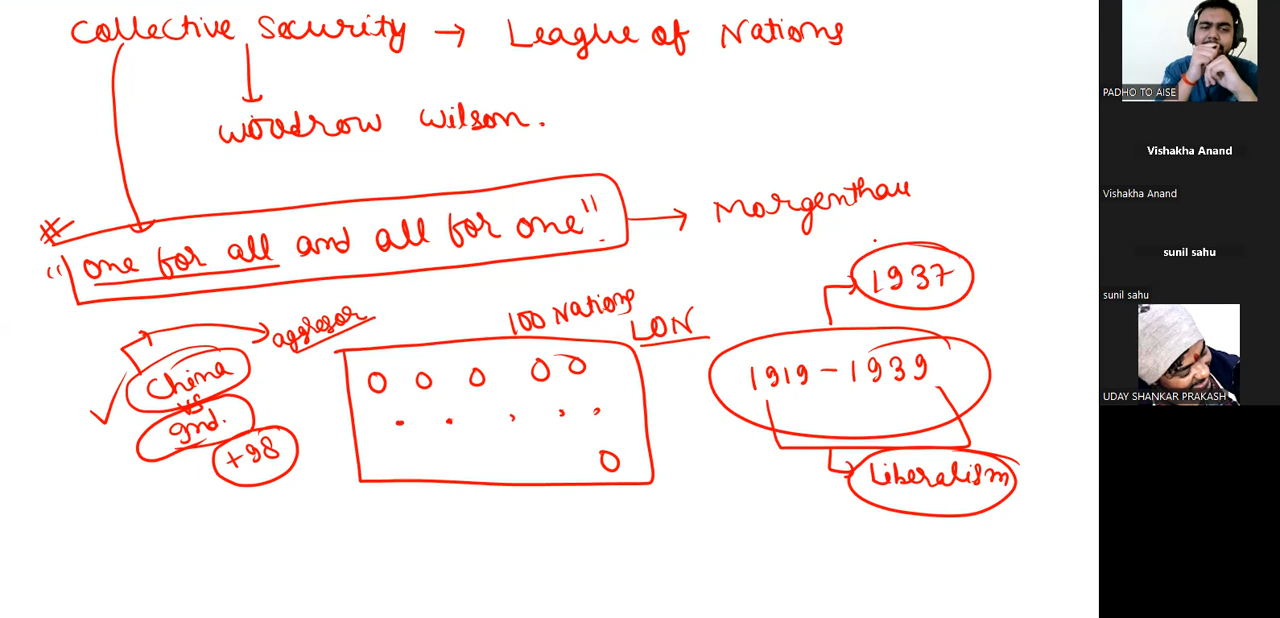 Collective Security → League of Nations
Woodrow Wilson.
"one for all and all for one". → Morgenthau
1937
100 Nations
LON
aggresor
China
vs
Ind.
+98
1919 - 1939
Liberalism
PADHO TO AISE
Vishakha Anand
Vishakha Anand
sunil sahu
sunil sahu
UDAY SHANKAR PRAKASH